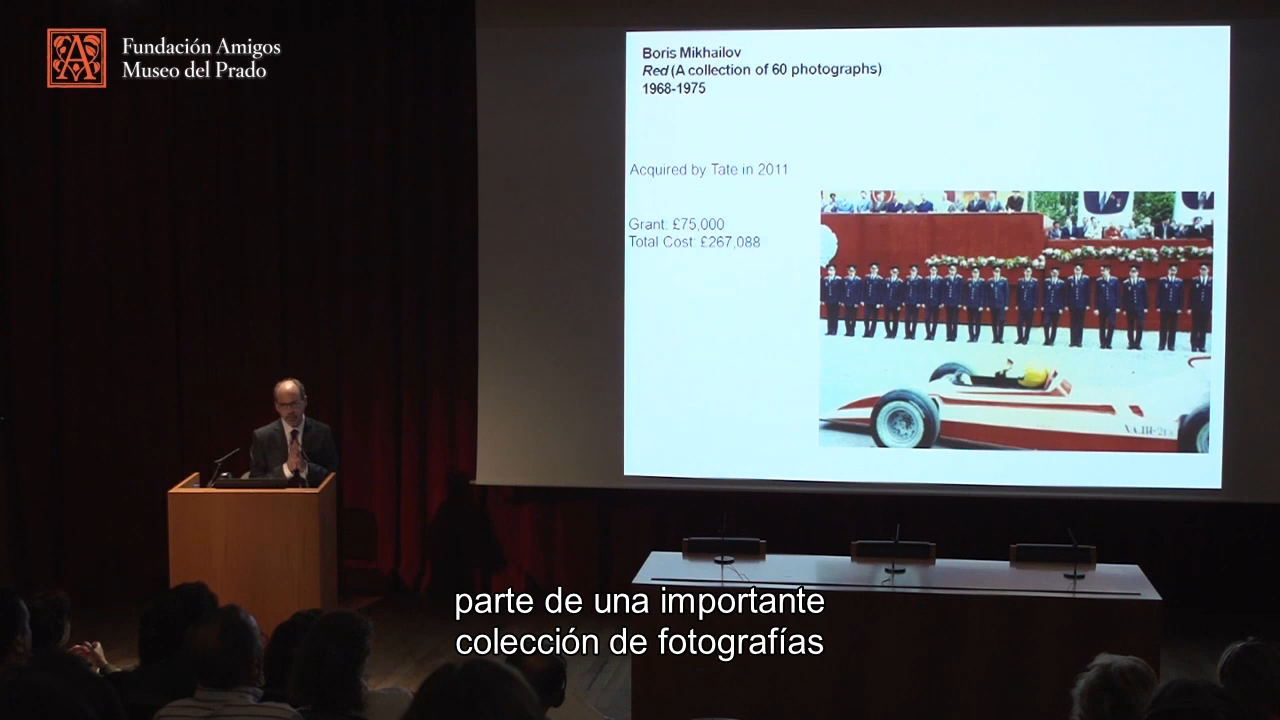 Fundación Amigos
Museo del Prado
Boris Mikhailov
Red (A collection of 60 photographs)
1968-1975
Acquired by Tate in 2011
Grant: £75,000
Total Cost: £267,088
parte de una importante
colección de fotografías